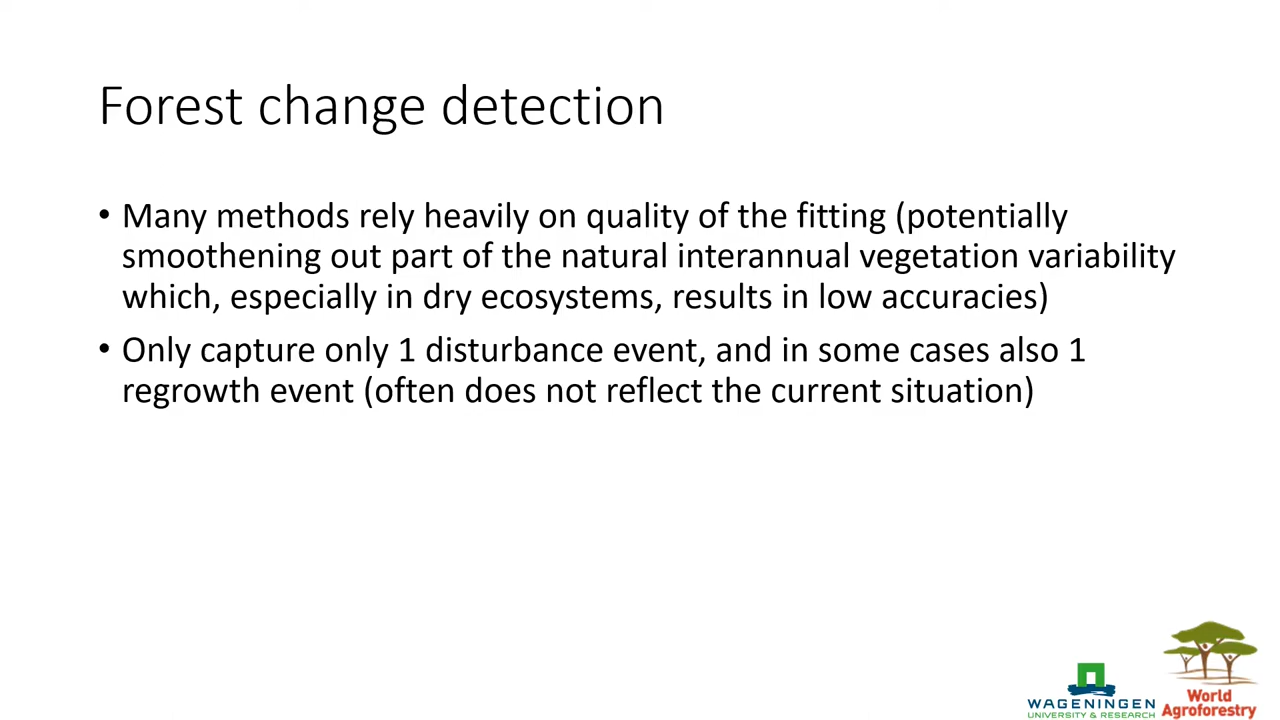 Forest change detection
• Many methods rely heavily on quality of the fitting (potentially
smoothening out part of the natural interannual vegetation variability
which, especially in dry ecosystems, results in low accuracies)
• Only capture only 1 disturbance event, and in some cases also 1
regrowth event (often does not reflect the current situation)
WAGENINGEN
UNIVERSITY & RESEARCH
World
Agroforestry